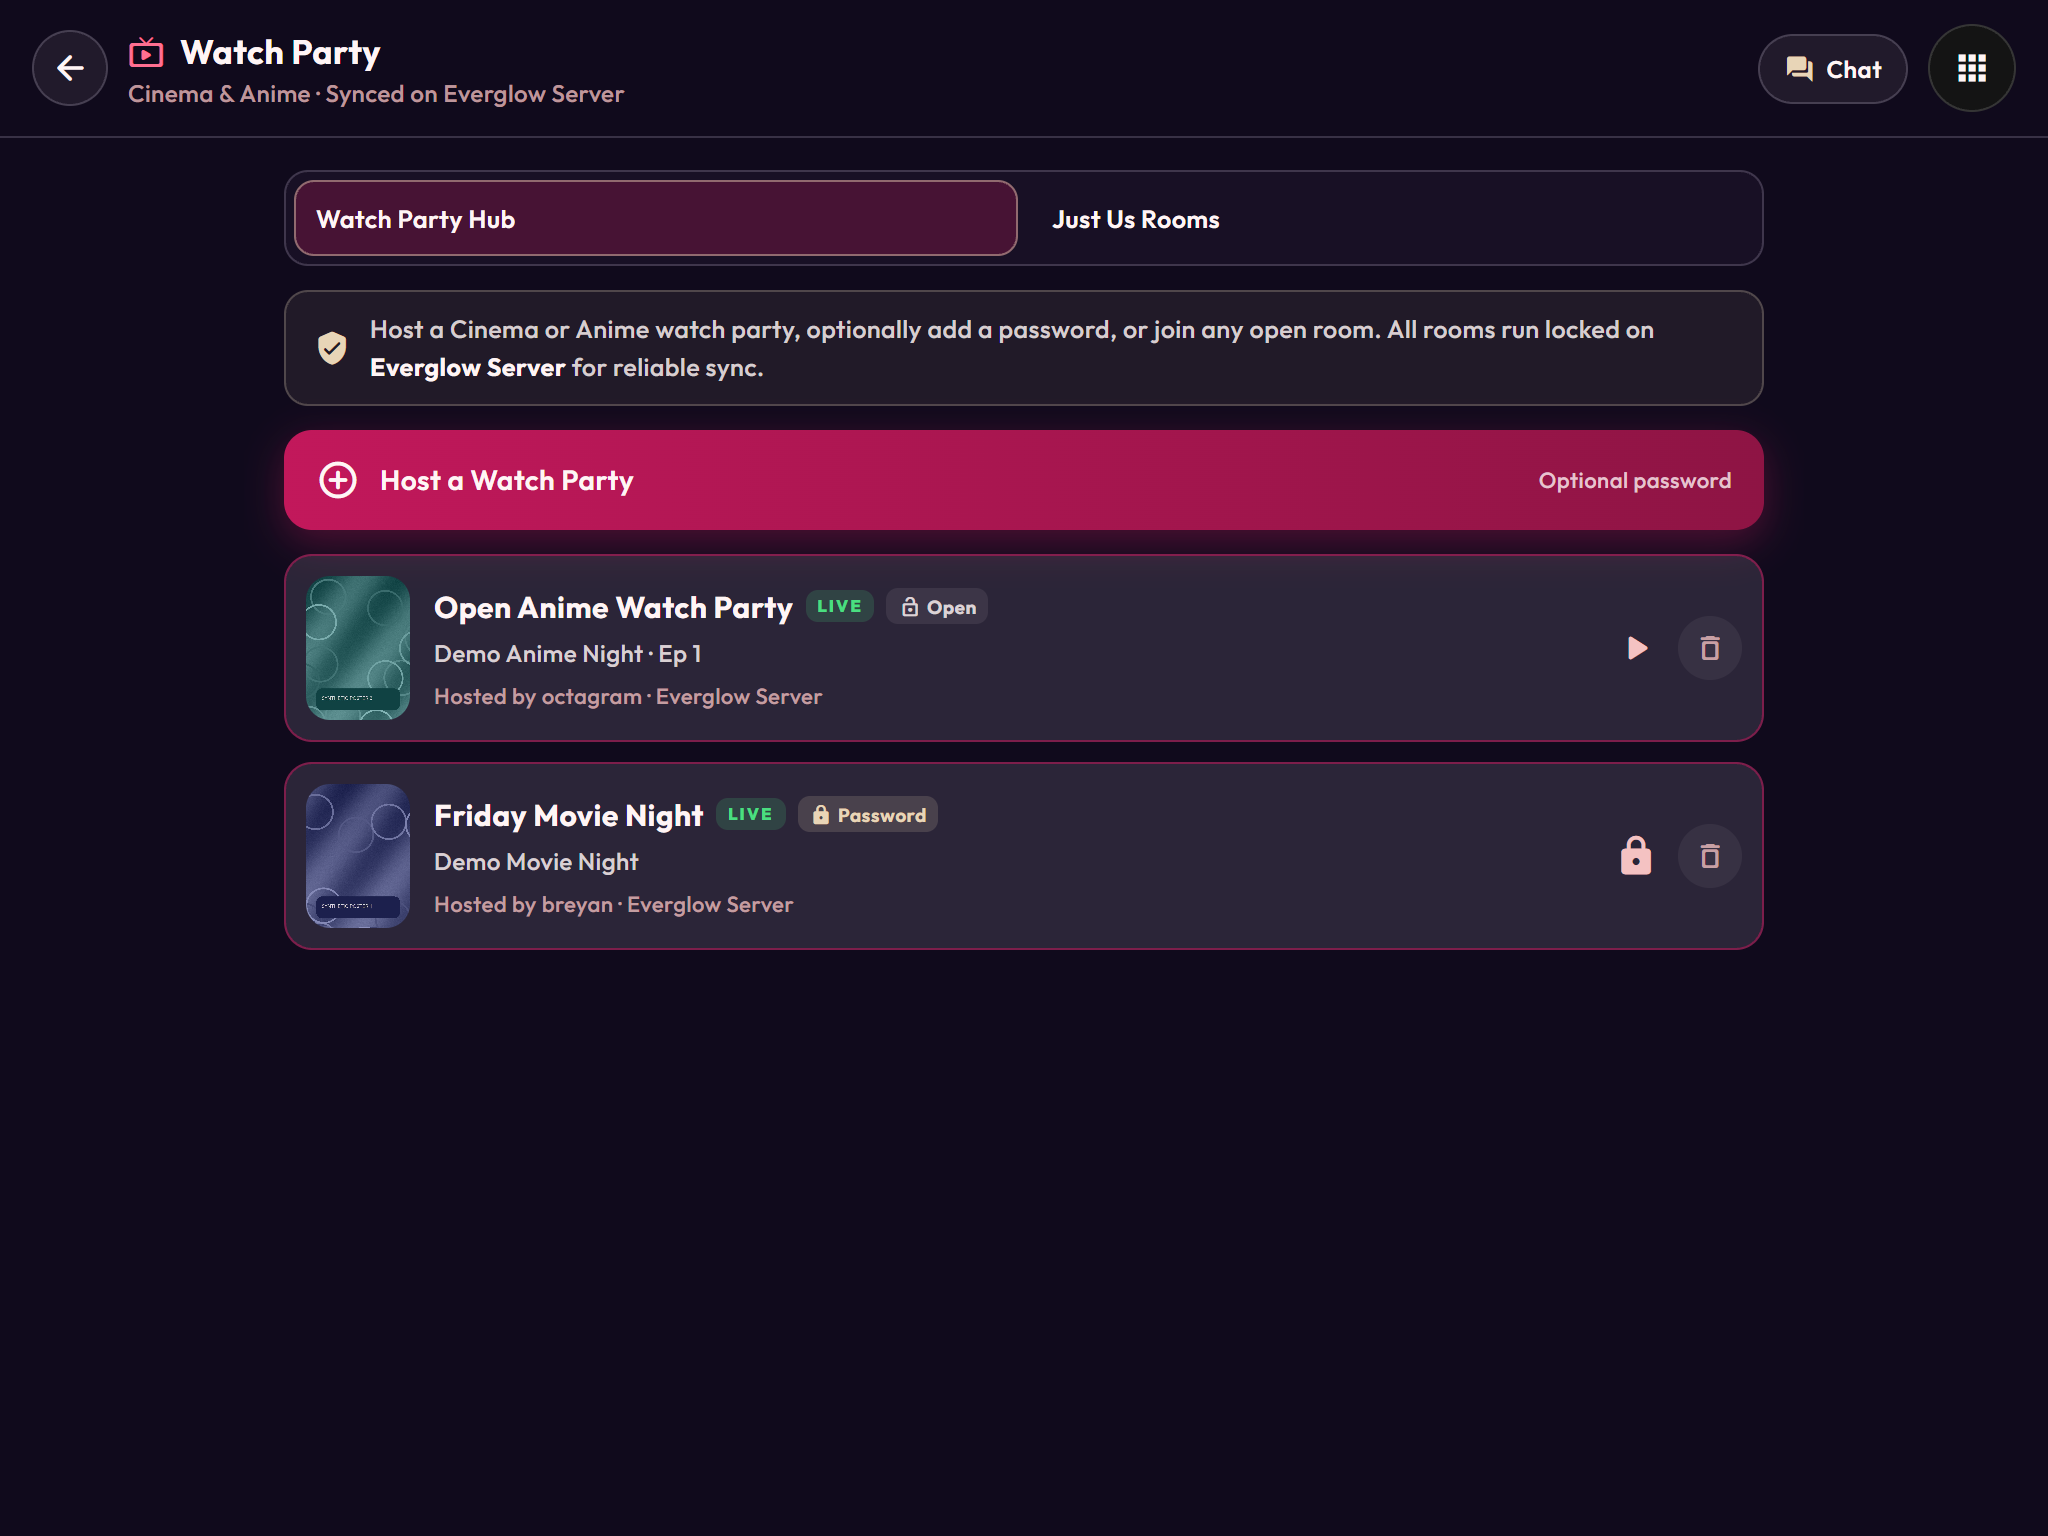 Watch Party
Cinema & Anime · Synced on Everglow Server
Chat
Watch Party Hub
Just Us Rooms
Host a Cinema or Anime watch party, optionally add a password, or join any open room. All rooms run locked on
Everglow Server for reliable sync.
Host a Watch Party
Optional password
Open Anime Watch Party
LIVE
Open
Demo Anime Night · Ep 1
Hosted by octagram · Everglow Server
Friday Movie Night
LIVE
Password
Demo Movie Night
Hosted by breyan · Everglow Server